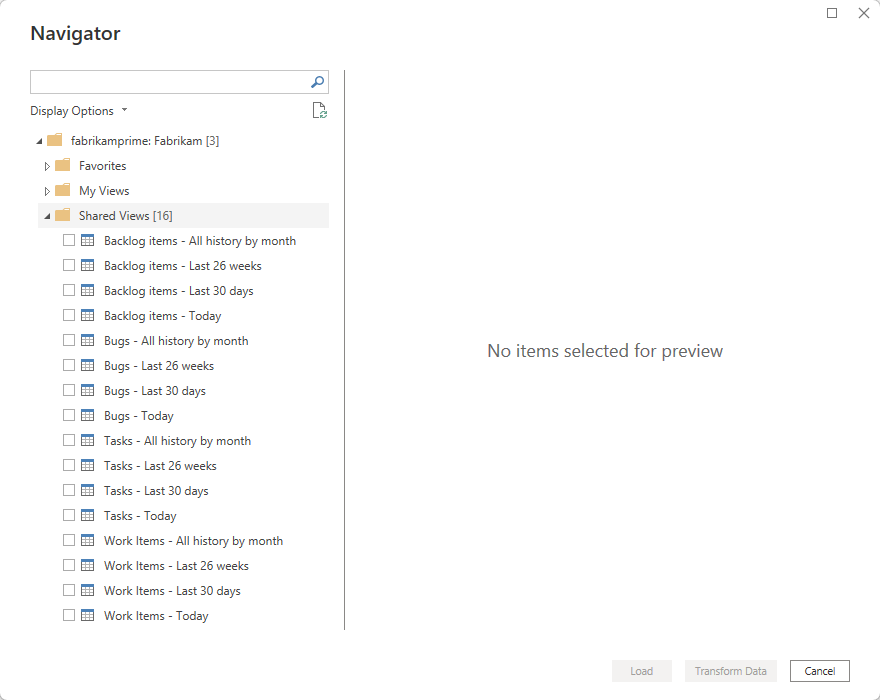 Navigator
Display Options
fabrikamprime: Fabrikam [3]
Favorites
My Views
Shared Views [16]
Backlog items - All history by month
Backlog items - Last 26 weeks
Backlog items - Last 30 days
Backlog items - Today
Bugs - All history by month
Bugs - Last 26 weeks
Bugs - Last 30 days
Bugs - Today
Tasks - All history by month
Tasks - Last 26 weeks
Tasks - Last 30 days
Tasks - Today
Work Items - All history by month
Work Items - Last 26 weeks
Work Items - Last 30 days
Work Items - Today
No items selected for preview
Load
Transform Data
Cancel